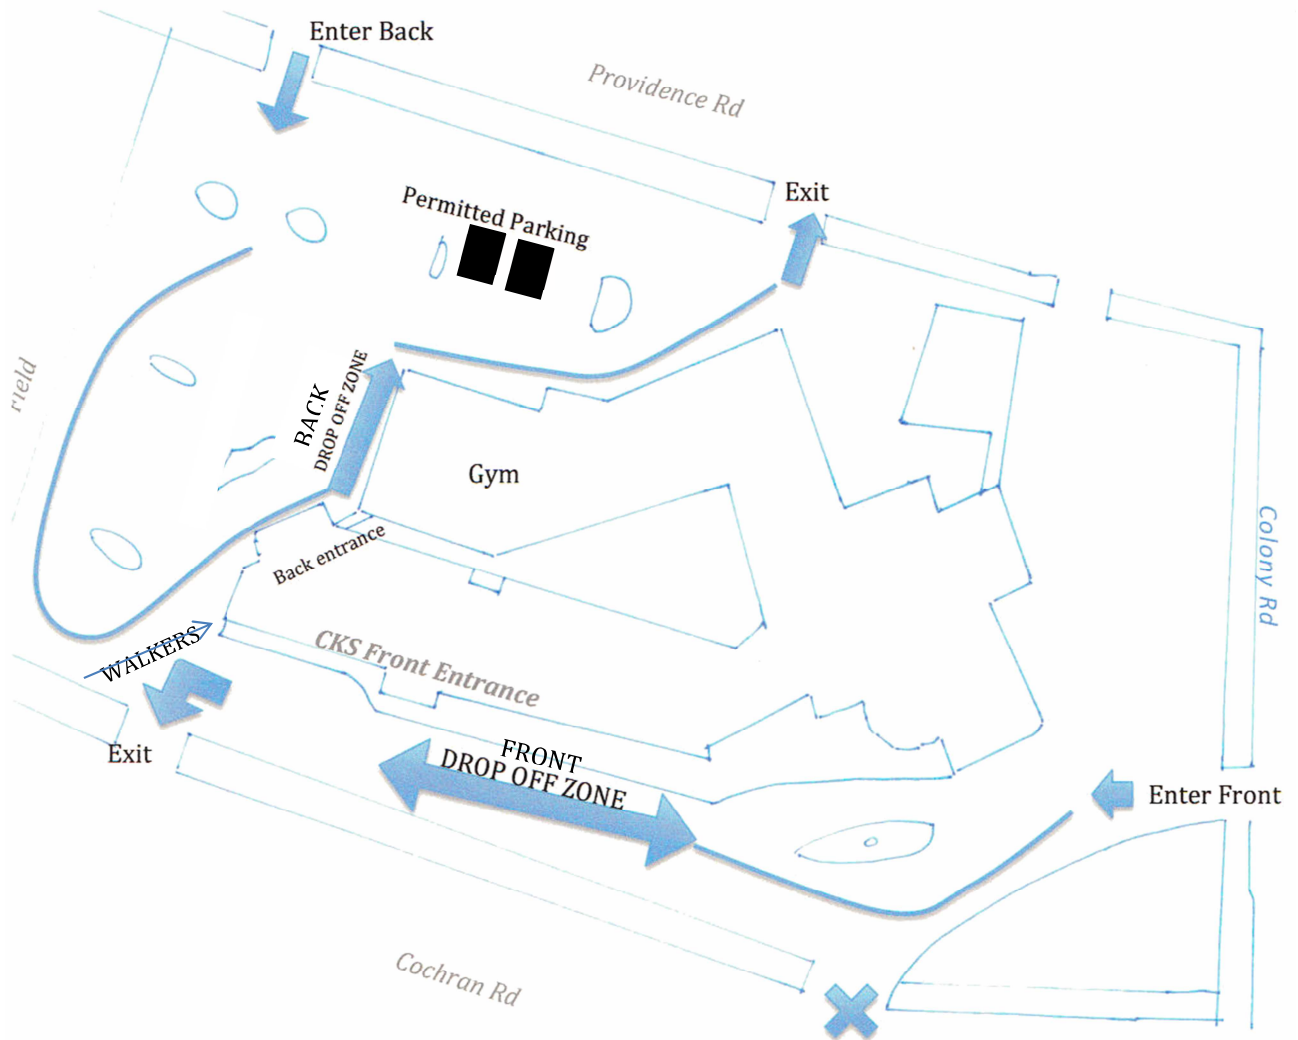 Enter Back
Providence Rd
Exit
Permitted Parking
BACK
DROP OFF ZONE
Gym
Back entrance
Colony Rd
WALKERS
CKS Front Entrance
Exit
FRONT
DROP OFF ZONE
Enter Front
Cochran Rd